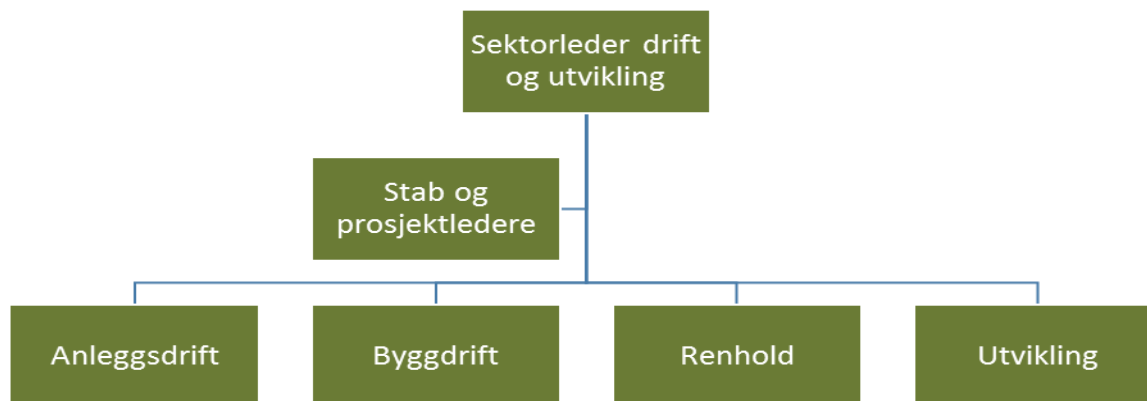 Sektorleder drift
og utvikling
Stab og
prosjektledere
Anleggsdrift
Byggdrift
Renhold
Utvikling